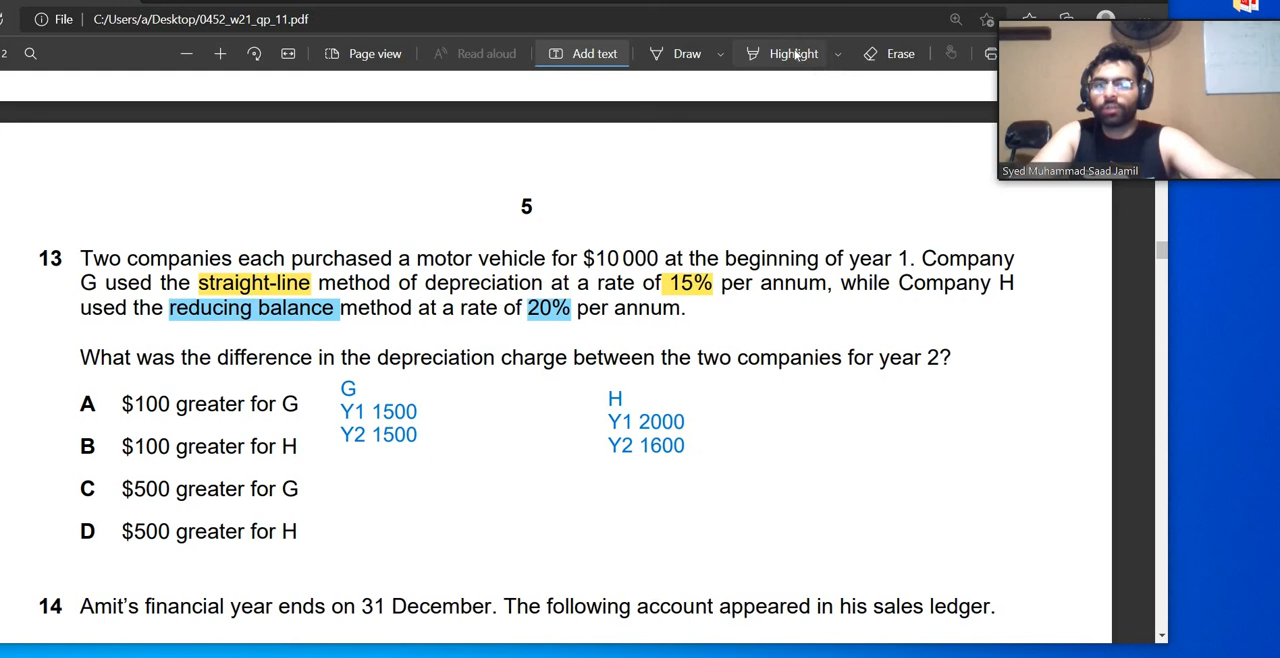 File
C:/Users/a/Desktop/0452_w21_qp_11.pdf
2
Page view
Read aloud
Add text
Draw
Highlight
Erase
Syed Muhammad Saad Jamil
5
13 Two companies each purchased a motor vehicle for $10 000 at the beginning of year 1. Company
G used the straight-line method of depreciation at a rate of 15% per annum, while Company H
used the reducing balance method at a rate of 20% per annum.
What was the difference in the depreciation charge between the two companies for year 2?
A $100 greater for G
B $100 greater for H
C $500 greater for G
D $500 greater for H
G
Y1 1500
Y2 1500
H
Y1 2000
Y2 1600
14 Amit’s financial year ends on 31 December. The following account appeared in his sales ledger.